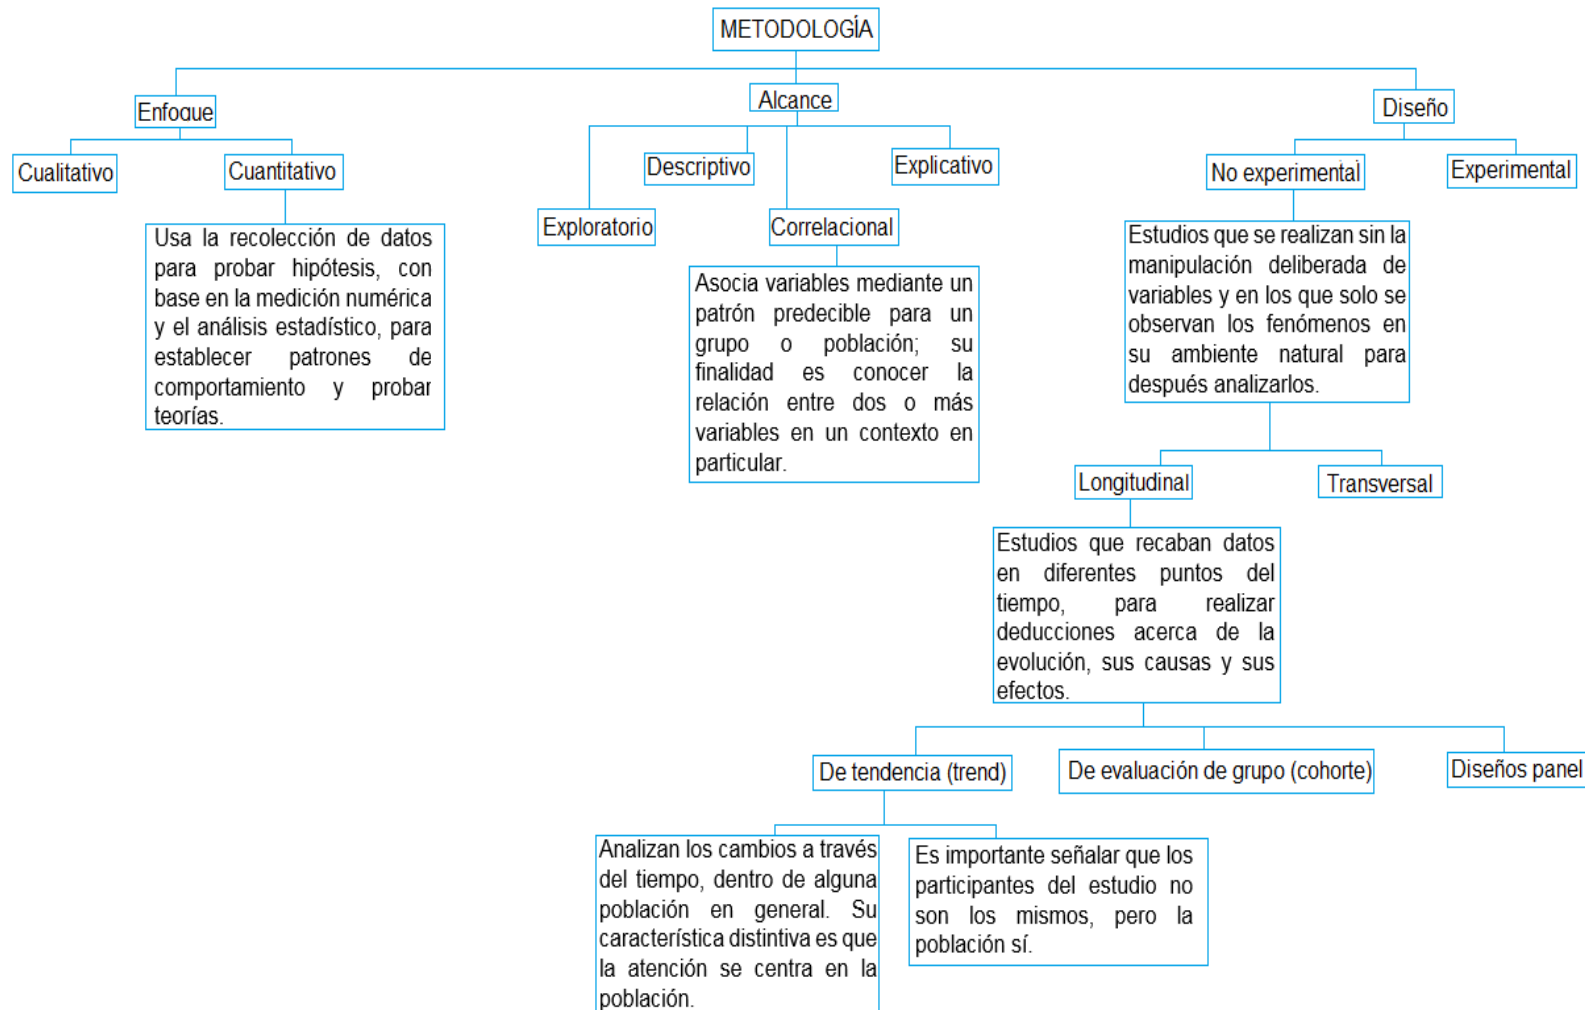 METODOLOGÍA
Enfoque
Alcance
Diseño
Cualitativo
Cuantitativo
Descriptivo
Explicativo
No experimental
Experimental
Exploratorio
Correlacional
Usa la recolección de datos
para probar hipótesis, con
base en la medición numérica
y el análisis estadístico, para
establecer patrones de
comportamiento y probar
teorías.
Asocia variables mediante un
patrón predecible para un
grupo o población; su
finalidad es conocer la
relación entre dos o más
variables en un contexto en
particular.
Estudios que se realizan sin la
manipulación deliberada de
variables y en los que solo se
observan los fenómenos en
su ambiente natural para
después analizarlos.
Longitudinal
Transversal
Estudios que recaban datos
en diferentes puntos del
tiempo, para realizar
deducciones acerca de la
evolución, sus causas y sus
efectos.
De tendencia (trend)
De evaluación de grupo (cohorte)
Diseños panel
Analizan los cambios a través
del tiempo, dentro de alguna
población en general. Su
característica distintiva es que
la atención se centra en la
población.
Es importante señalar que los
participantes del estudio no
son los mismos, pero la
población sí.